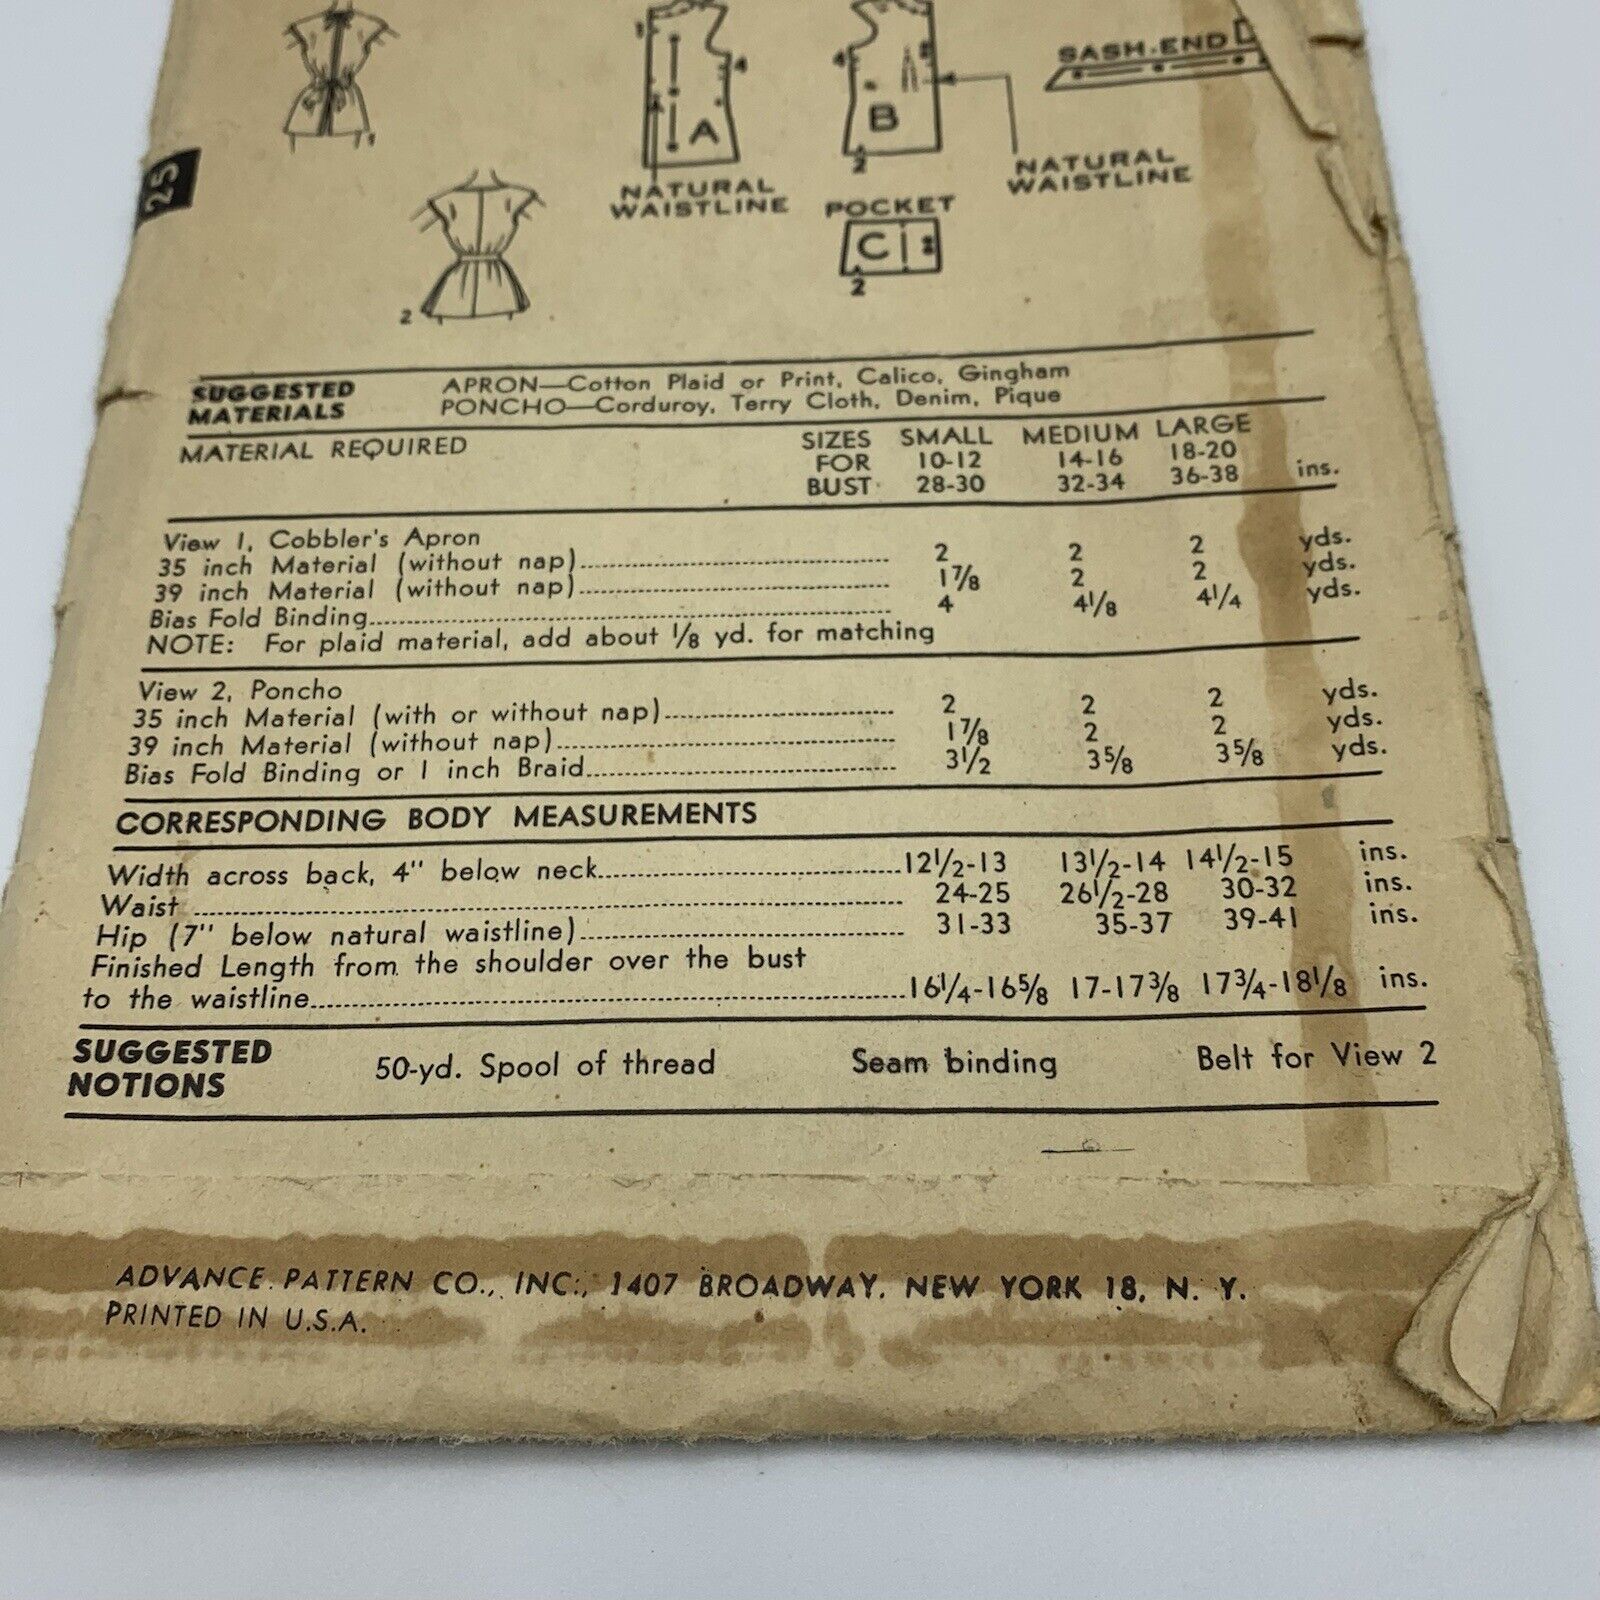 1
4
A
NATURAL
WAISTLINE
4
B
2
NATURAL
WAISTLINE
SASH-END D
25
1
2
POCKET
C
2
SUGGESTED
MATERIALS
APRON—Cotton Plaid or Print, Calico, Gingham
PONCHO—Corduroy, Terry Cloth, Denim, Pique
MATERIAL REQUIRED SIZES SMALL MEDIUM LARGE
FOR 10-12 14-16 18-20
BUST 28-30 32-34 36-38 ins.
View 1, Cobbler's Apron
35 inch Material (without nap) 2 2 2 yds.
39 inch Material (without nap) 1⅞ 2 2 yds.
Bias Fold Binding 4 4⅛ 4¼ yds.
NOTE: For plaid material, add about ⅛ yd. for matching
View 2, Poncho
35 inch Material (with or without nap) 2 2 2 yds.
39 inch Material (without nap) 1⅞ 2 2 yds.
Bias Fold Binding or 1 inch Braid 3½ 3⅝ 3⅝ yds.
CORRESPONDING BODY MEASUREMENTS
Width across back, 4" below neck 12½-13 13½-14 14½-15 ins.
Waist 24-25 26½-28 30-32 ins.
Hip (7" below natural waistline) 31-33 35-37 39-41 ins.
Finished Length from the shoulder over the bust
to the waistline 16¼-16⅝ 17-17⅜ 17¾-18⅛ ins.
SUGGESTED
NOTIONS
50-yd. Spool of thread Seam binding Belt for View 2
ADVANCE PATTERN CO., INC., 1407 BROADWAY, NEW YORK 18, N. Y.
PRINTED IN U.S.A.